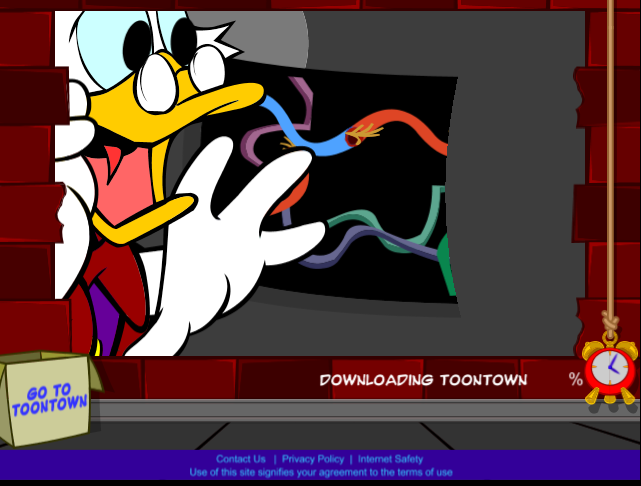 DOWNLOADING TOONTOWN %
GO TO
TOONTOWN
Contact Us | Privacy Policy | Internet Safety
Use of this site signifies your agreement to the terms of use